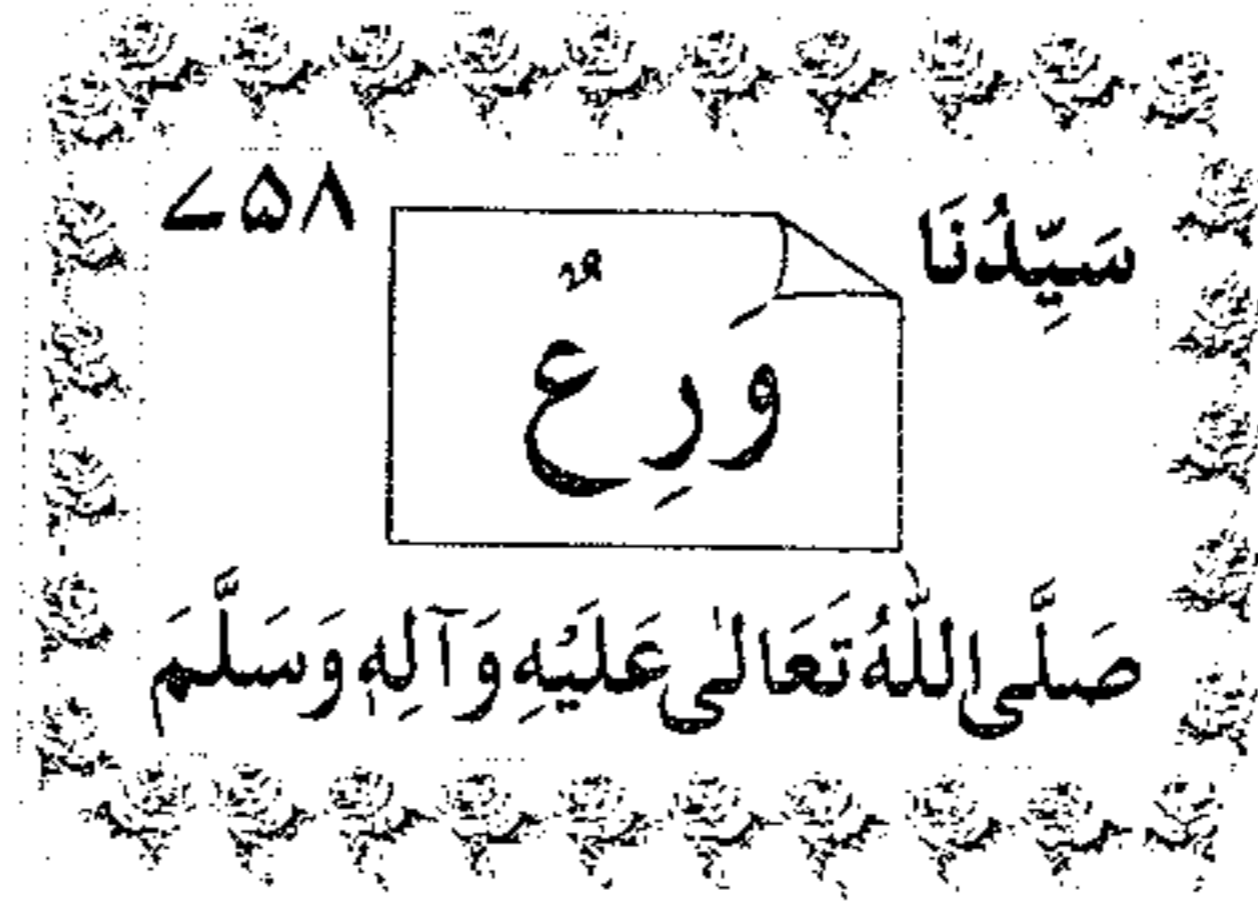 سَيِّدُنَا
۷۵۸
وَرِعٌ
صَلَّى اللّٰهُ تَعَالٰى عَلَيْهِ وَآلِهٖ وَسَلَّمَ